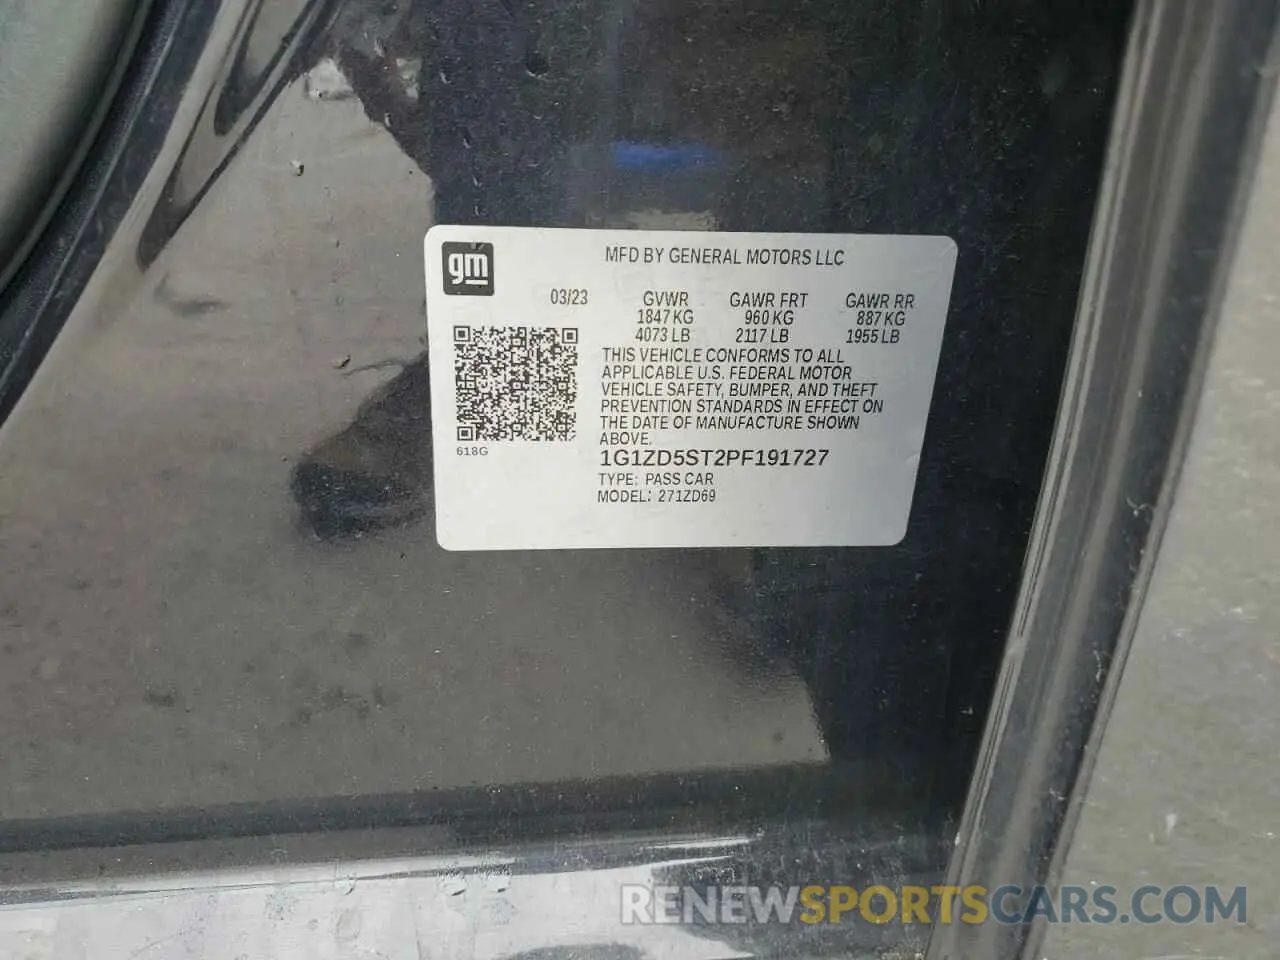 gm
MFD BY GENERAL MOTORS LLC
03/23 GVWR GAWR FRT GAWR RR
1847 KG 960 KG 887 KG
4073 LB 2117 LB 1955 LB
THIS VEHICLE CONFORMS TO ALL
APPLICABLE U.S. FEDERAL MOTOR
VEHICLE SAFETY, BUMPER, AND THEFT
PREVENTION STANDARDS IN EFFECT ON
THE DATE OF MANUFACTURE SHOWN
ABOVE.
618G
1G1ZD5ST2PF191727
TYPE: PASS CAR
MODEL: 271ZD69
RENEWSPORTSCARS.COM